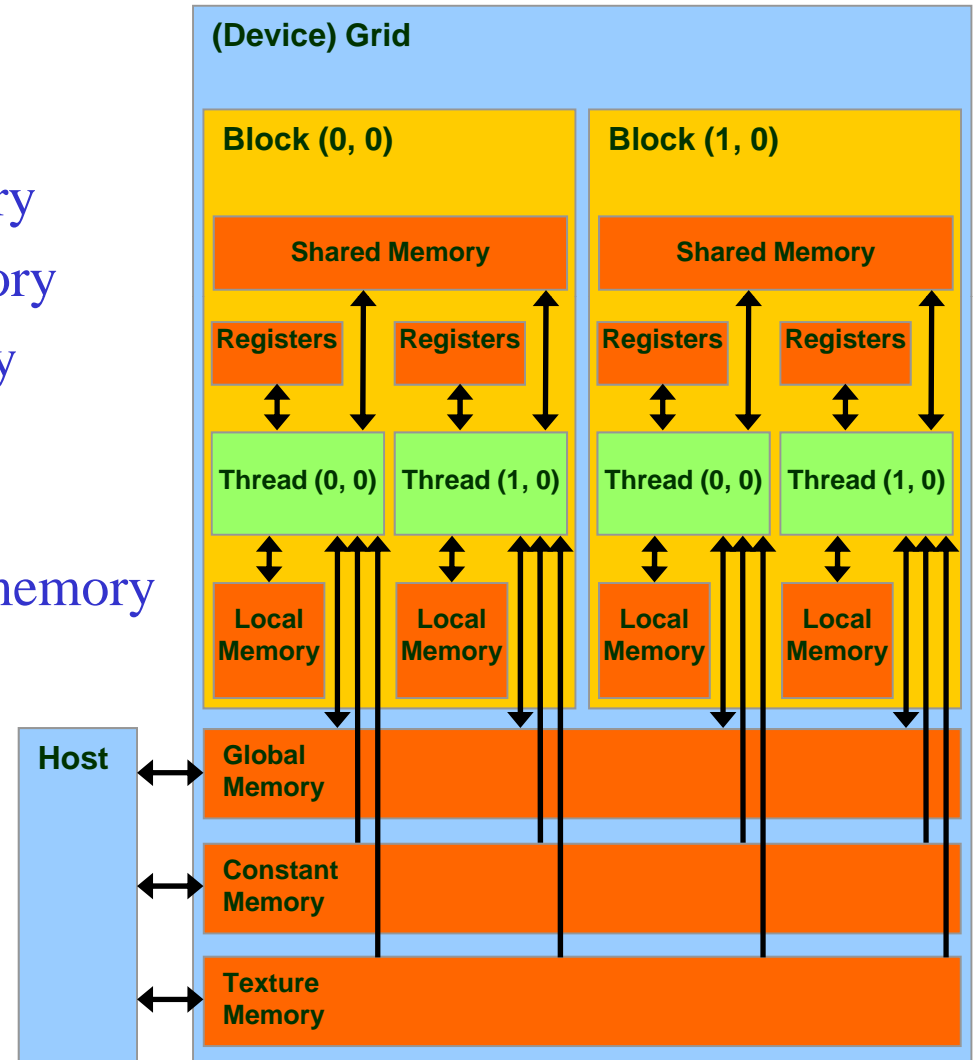 (Device) Grid
Block (0, 0)
Block (1, 0)
ry
ory
y
Shared Memory
Shared Memory
Registers
Registers
Registers
Registers
Thread (0, 0)
Thread (1, 0)
Thread (0, 0)
Thread (1, 0)
memory
Local
Memory
Local
Memory
Local
Memory
Local
Memory
Host
Global
Memory
Constant
Memory
Texture
Memory